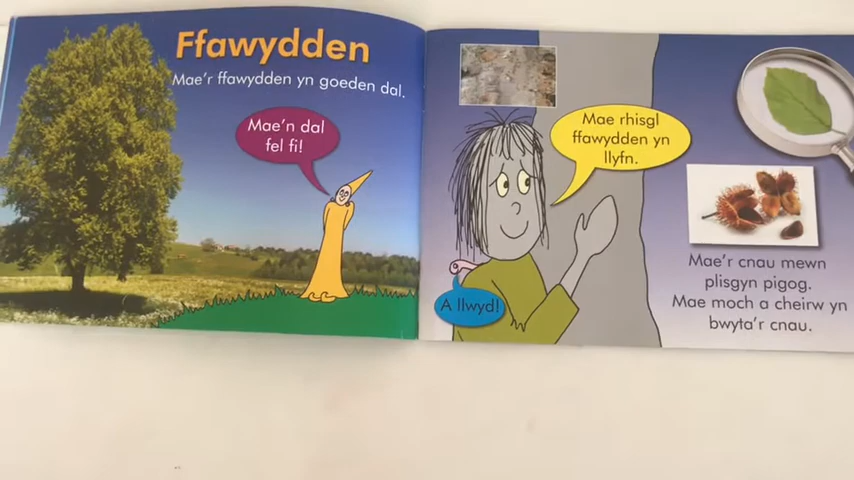 Ffawydden
Mae'r ffawydden yn goeden dal.
Mae'n dal
fel fi!
Mae rhisgl
ffawydden yn
llyfn.
A llwyd!
Mae'r cnau mewn
plisgyn pigog.
Mae moch a cheirw yn
bwyta'r cnau.